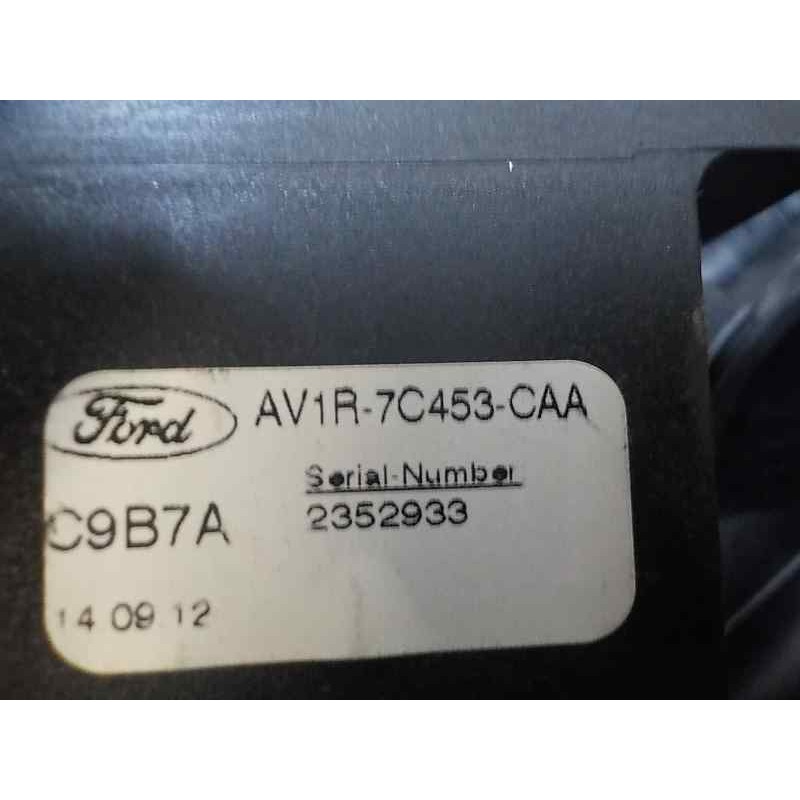 Ford AV1R-7C453-CAA
Serial-Number
C9B7A 2352933
14 09 12